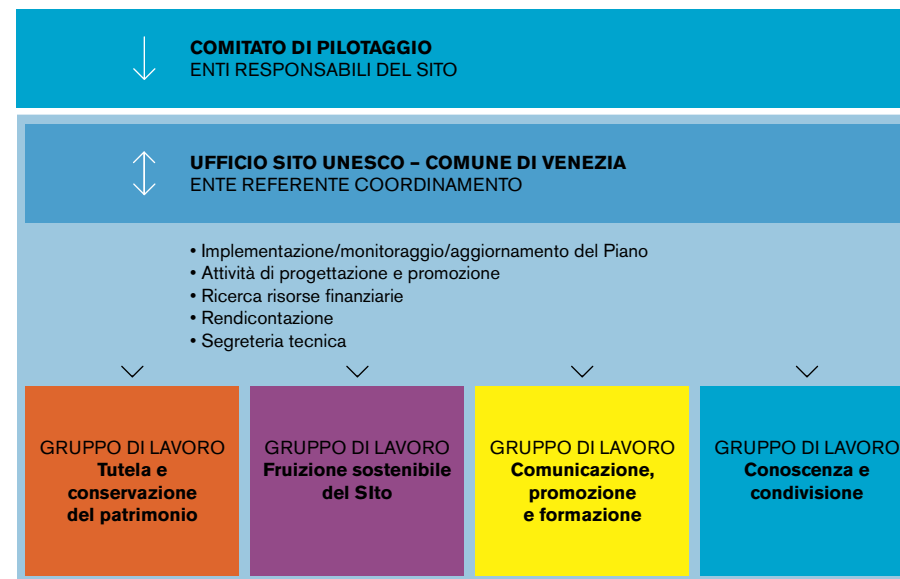 COMITATO DI PILOTAGGIO
ENTI RESPONSABILI DEL SITO
UFFICIO SITO UNESCO – COMUNE DI VENEZIA
ENTE REFERENTE COORDINAMENTO
• Implementazione/monitoraggio/aggiornamento del Piano
• Attività di progettazione e promozione
• Ricerca risorse finanziarie
• Rendicontazione
• Segreteria tecnica
GRUPPO DI LAVORO
Tutela e
conservazione
del patrimonio
GRUPPO DI LAVORO
Fruizione sostenibile
del SIto
GRUPPO DI LAVORO
Comunicazione,
promozione
e formazione
GRUPPO DI LAVORO
Conoscenza e
condivisione